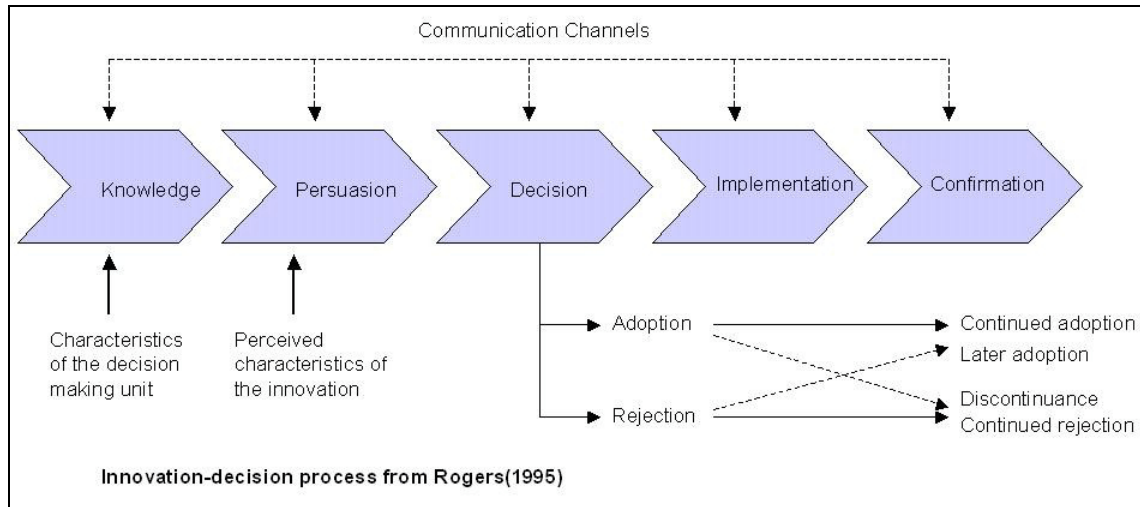 Communication Channels
Knowledge
Persuasion
Decision
Implementation
Confirmation
Characteristics
of the decision
making unit
Perceived
characteristics of
the innovation
Adoption
Rejection
Continued adoption
Later adoption
Discontinuance
Continued rejection
Innovation-decision process from Rogers(1995)